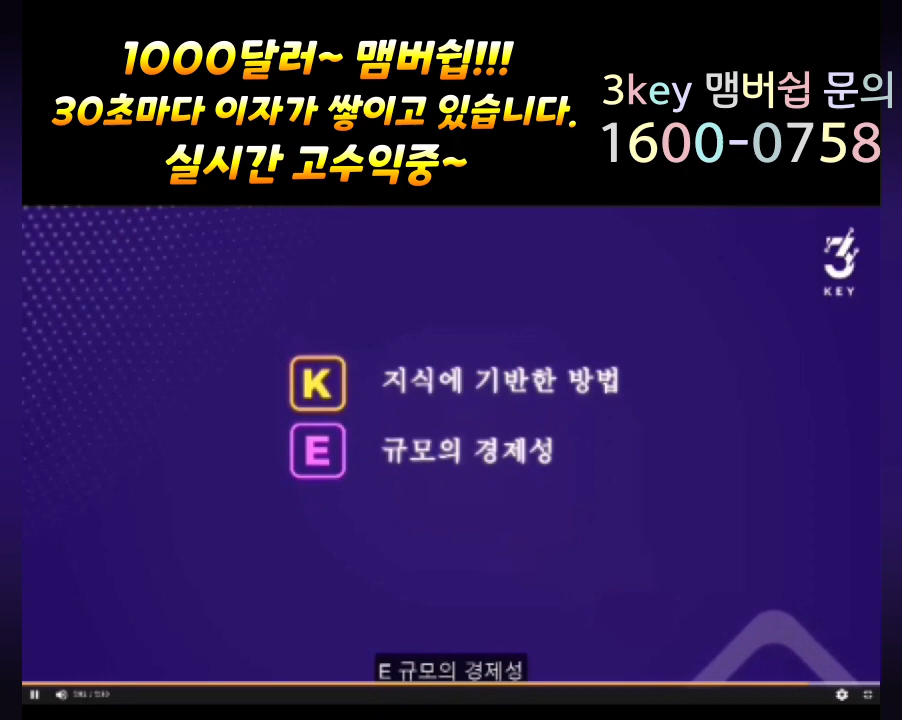 1000달러~ 맴버쉽!!!
30초마다 이자가 쌓이고 있습니다.
실시간 고수익중~
3key 맴버쉽 문의
1600-0758
3
KEY
K 지식에 기반한 방법
E 규모의 경제성
E 규모의 경제성